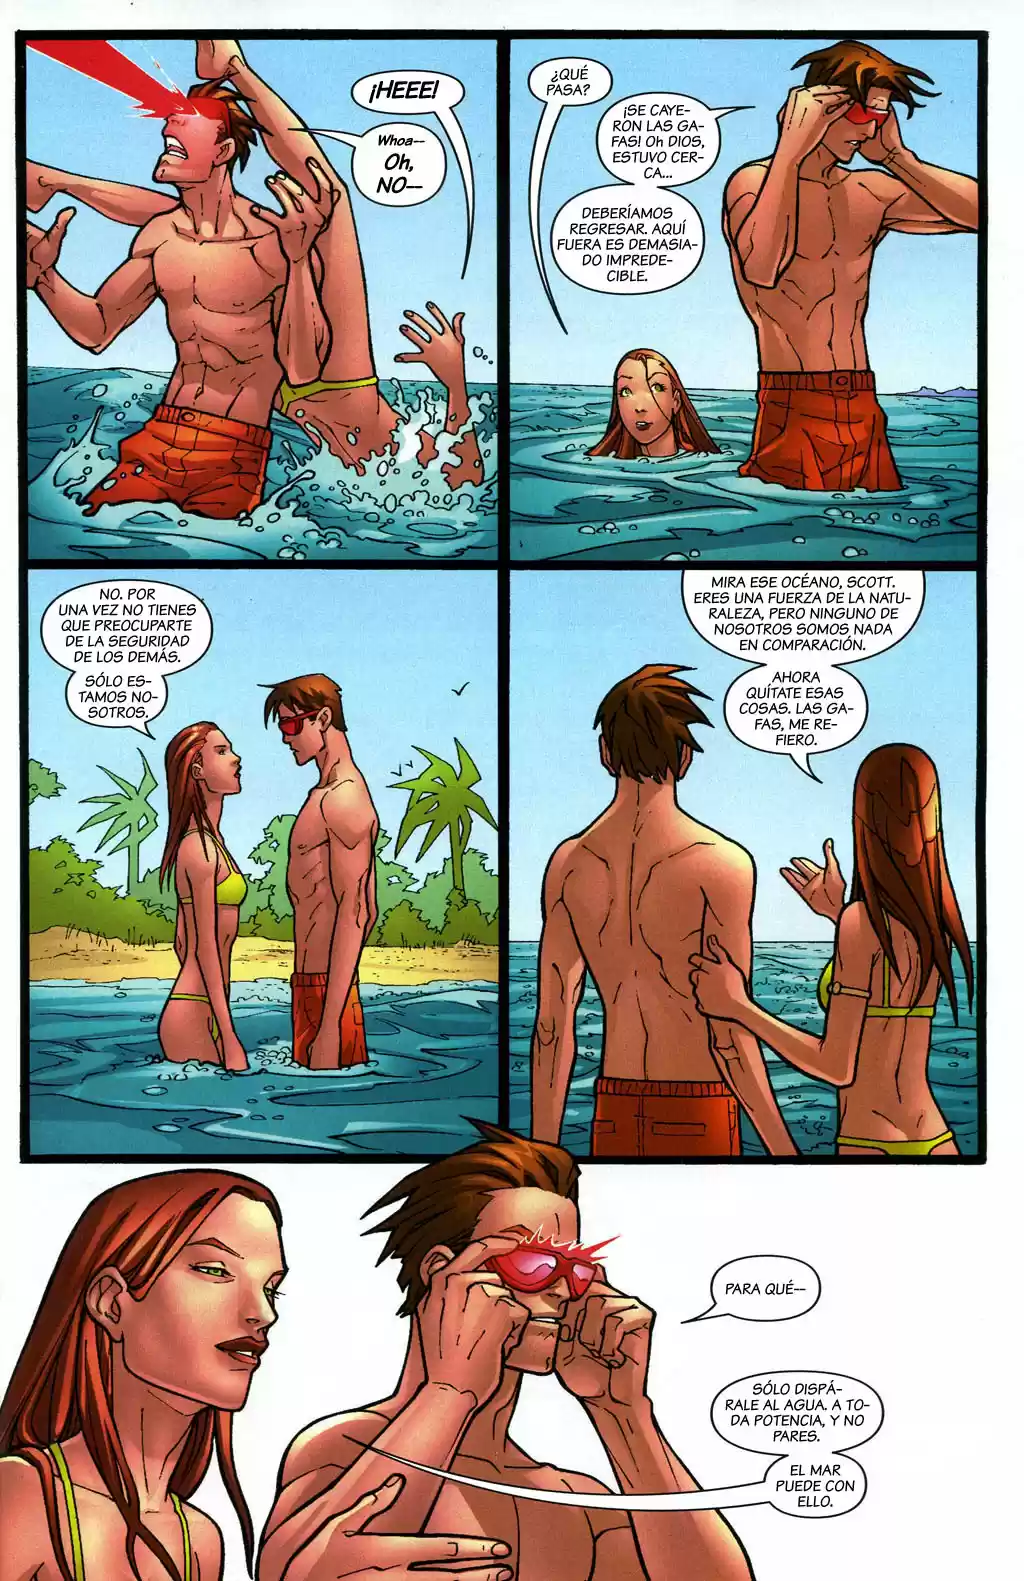 ¡HEEE!
Whoa--
Oh,
NO--
¿QUÉ
PASA?
¡SE CAYE-
RON LAS GA-
FAS! Oh DIOS,
ESTUVO CER-
CA...
DEBERÍAMOS
REGRESAR. AQUÍ
FUERA ES DEMASIA-
DO IMPREDE-
CIBLE.
NO. POR
UNA VEZ NO TIENES
QUE PREOCUPARTE
DE LA SEGURIDAD
DE LOS DEMÁS.
SÓLO ES-
TAMOS NO-
SOTROS.
MIRA ESE OCÉANO, SCOTT.
ERES UNA FUERZA DE LA NATU-
RALEZA, PERO NINGUNO DE
NOSOTROS SOMOS NADA
EN COMPARACIÓN.
AHORA
QUÍTATE ESAS
COSAS. LAS GA-
FAS, ME RE-
FIERO.
PARA QUÉ--
SÓLO DISPÁ-
RALE AL AGUA. A TO-
DA POTENCIA, Y NO
PARES.
EL MAR
PUEDE CON
ELLO.